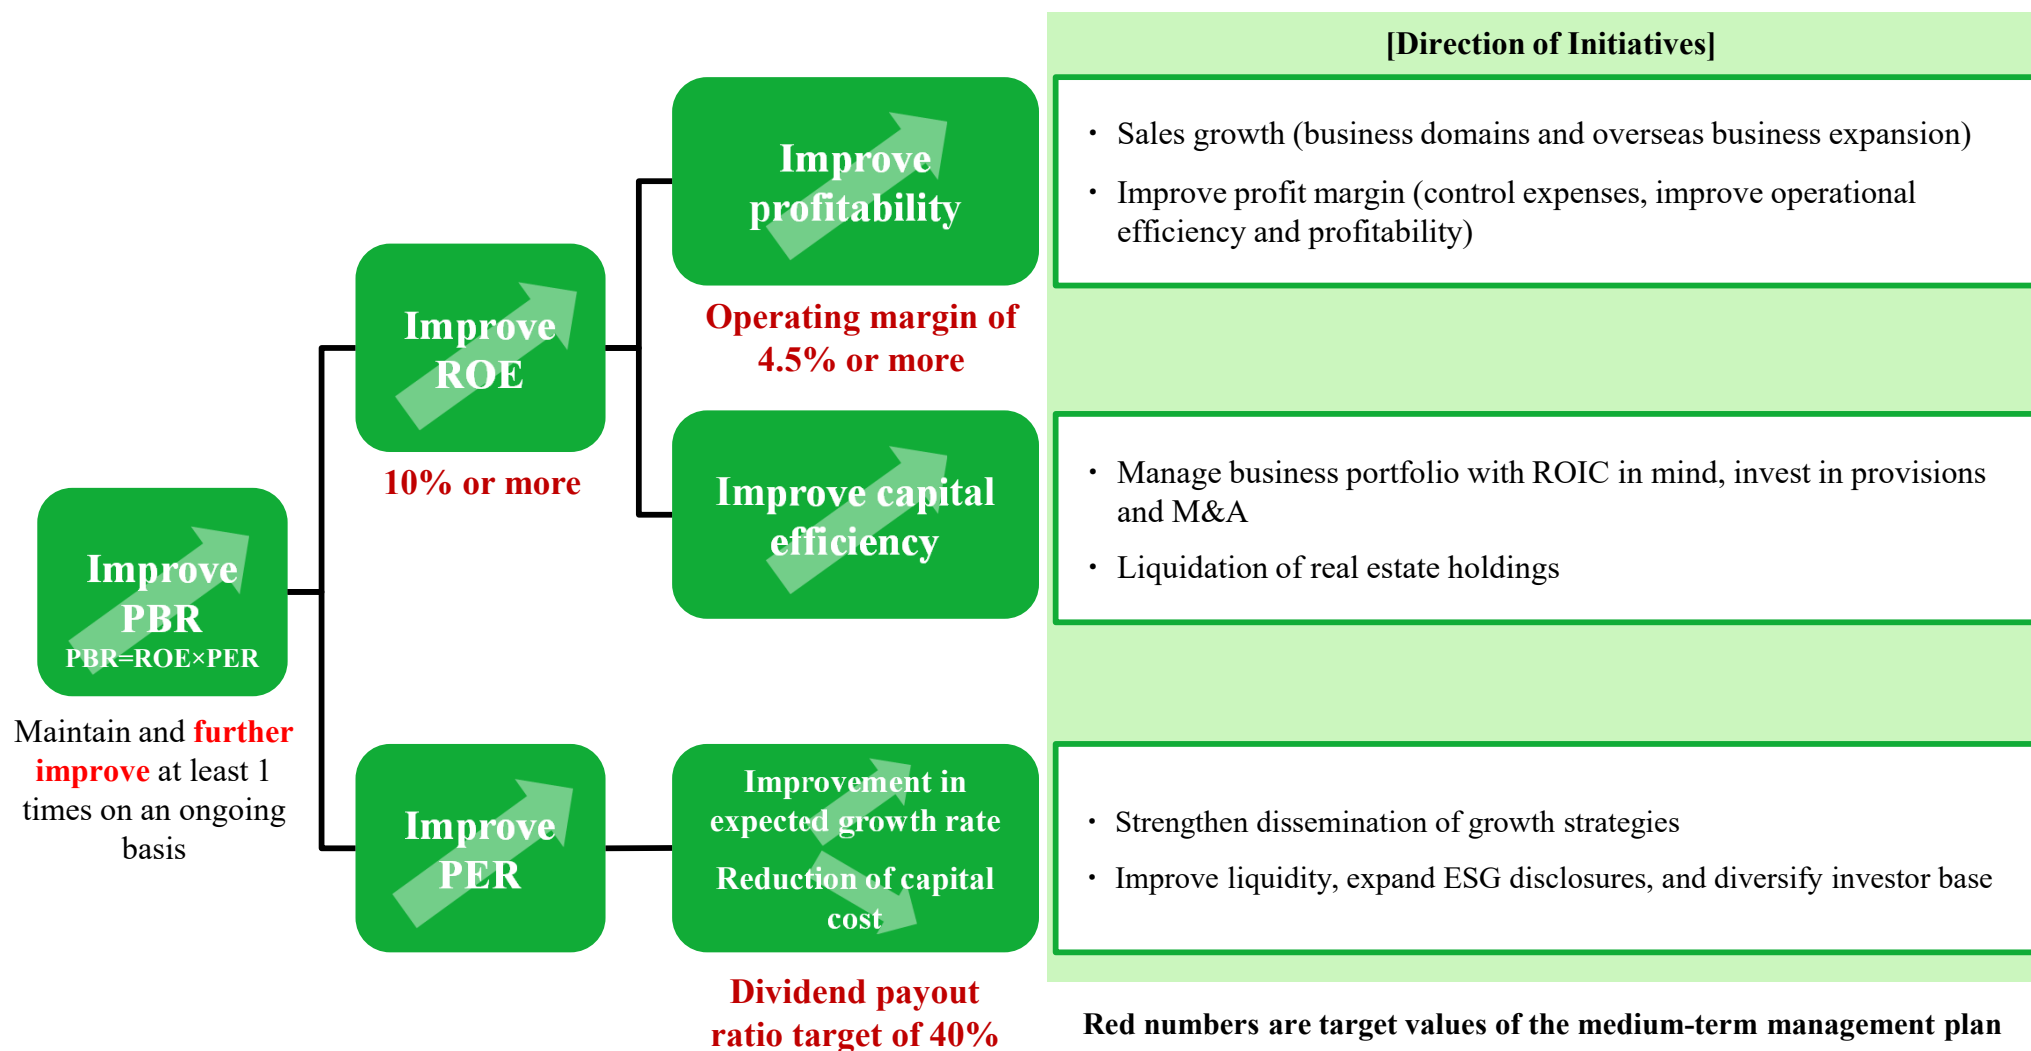 [Direction of Initiatives]
Improve
profitability
Operating margin of
4.5% or more
・ Sales growth (business domains and overseas business expansion)
・ Improve profit margin (control expenses, improve operational
efficiency and profitability)
Improve
ROE
10% or more
Improve capital
efficiency
・ Manage business portfolio with ROIC in mind, invest in provisions
and M&A
・ Liquidation of real estate holdings
Improve
PBR
PBR=ROE×PER
Maintain and further
improve at least 1
times on an ongoing
basis
Improve
PER
Improvement in
expected growth rate
Reduction of capital
cost
Dividend payout
ratio target of 40%
・ Strengthen dissemination of growth strategies
・ Improve liquidity, expand ESG disclosures, and diversify investor base
Red numbers are target values of the medium-term management plan